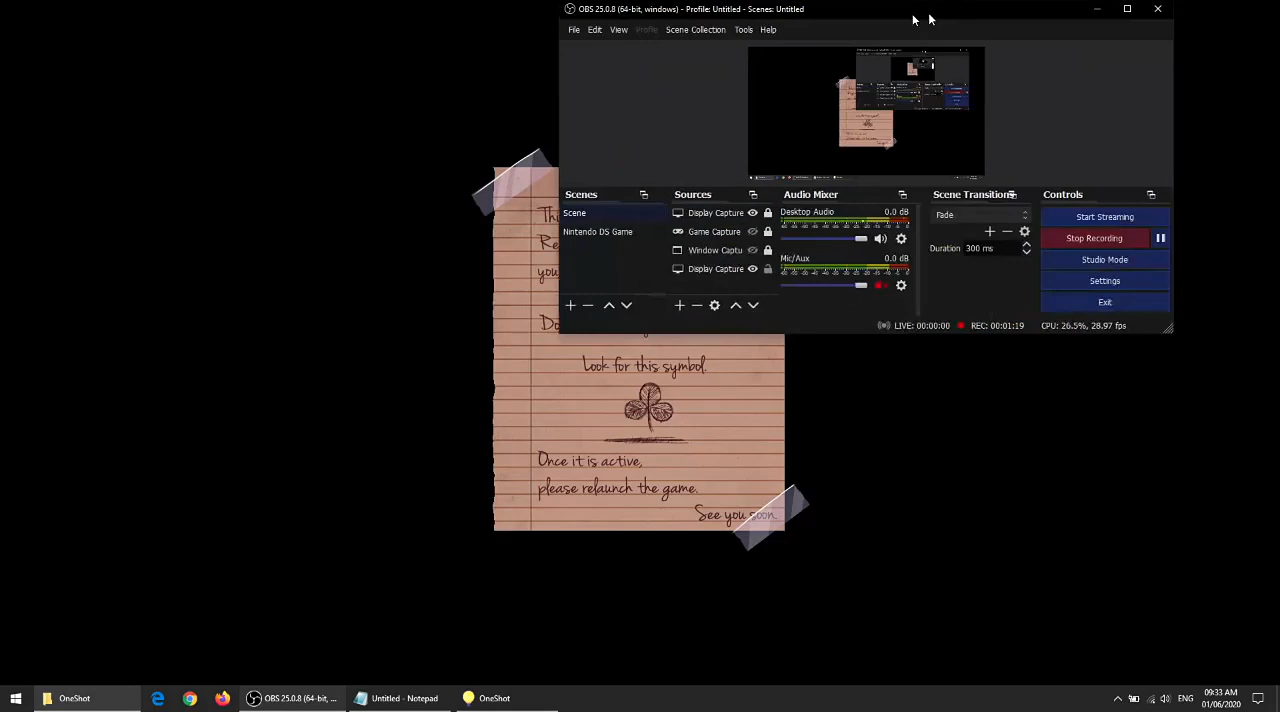 OBS 25.0.8 (64-bit, windows) - Profile: Untitled - Scenes: Untitled
File Edit View Profile Scene Collection Tools Help
Scenes Sources Audio Mixer Scene Transitions Controls
Scene
Nintendo DS Game
Display Capture
Game Capture
Window Captu
Display Capture
Desktop Audio 0.0 dB
Mic/Aux 0.0 dB
Fade
Duration 300 ms
Start Streaming
Stop Recording
Studio Mode
Settings
Exit
LIVE: 00:00:00 REC: 00:01:19 CPU: 26.5%, 28.97 fps
Look for this symbol.
Once it is active,
please relaunch the game.
See you soon
OneShot
OBS 25.0.8 (64-bit, ...
Untitled - Notepad
OneShot
ENG
09:33 AM
01/06/2020